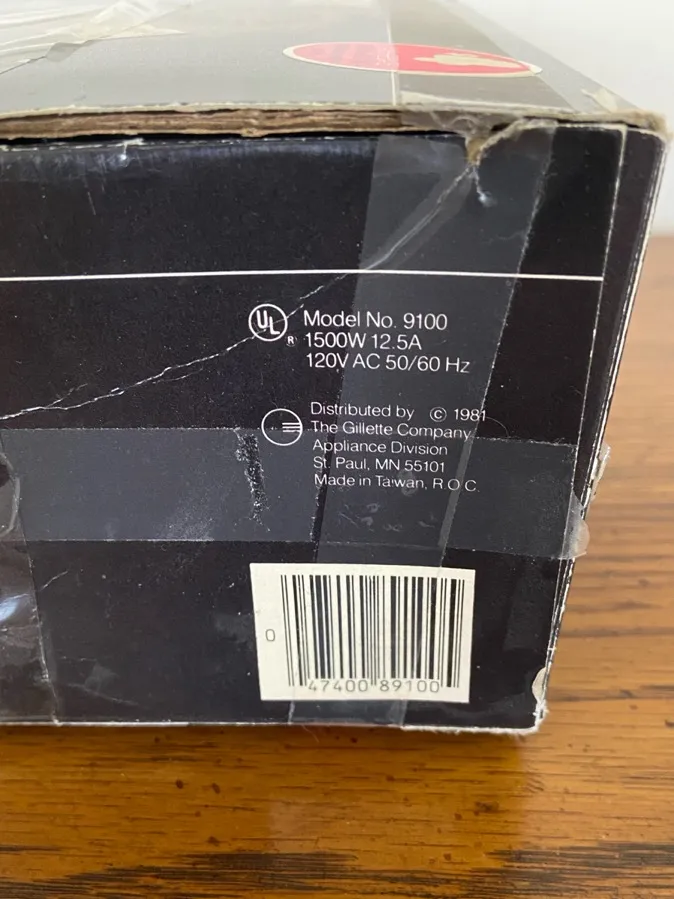 UL
®
Model No. 9100
1500W 12.5A
120V AC 50/60 Hz
Distributed by © 1981
The Gillette Company
Appliance Division
St. Paul, MN 55101
Made in Taiwan, R.O.C.
0 47400 89100